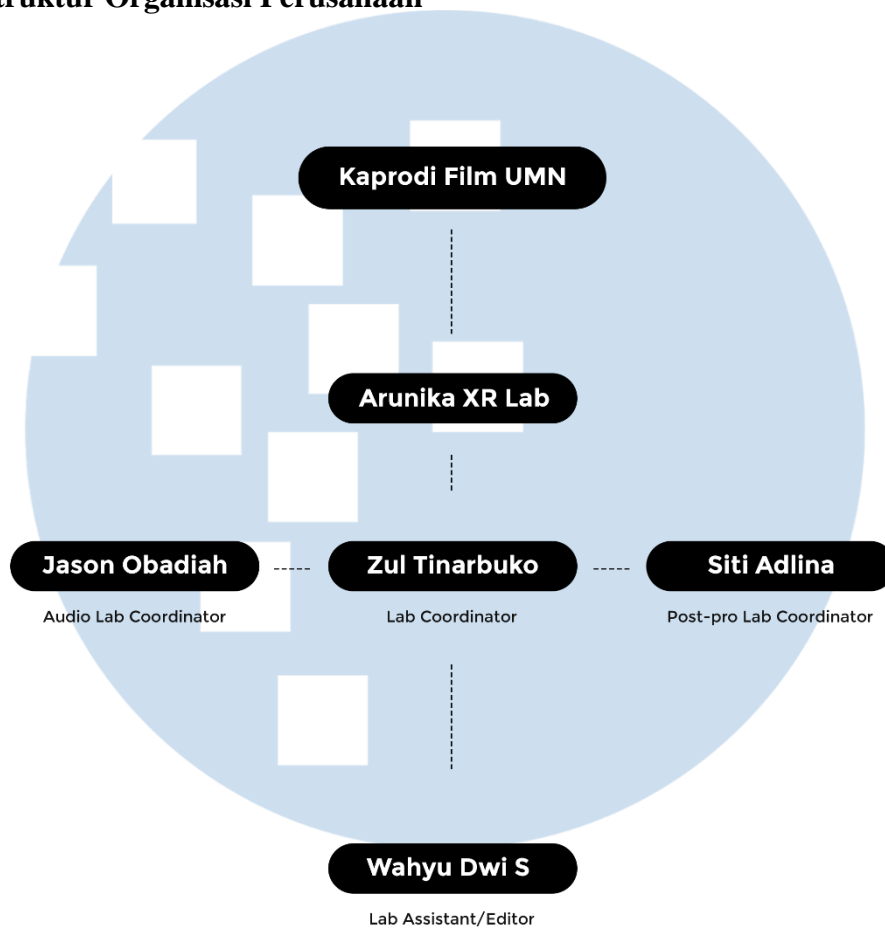 Struktur Organisasi Perusahaan
Kaprodi Film UMN
Arunika XR Lab
Jason Obadiah
Zul Tinarbuko
Siti Adlina
Audio Lab Coordinator
Lab Coordinator
Post-pro Lab Coordinator
Wahyu Dwi S
Lab Assistant/Editor